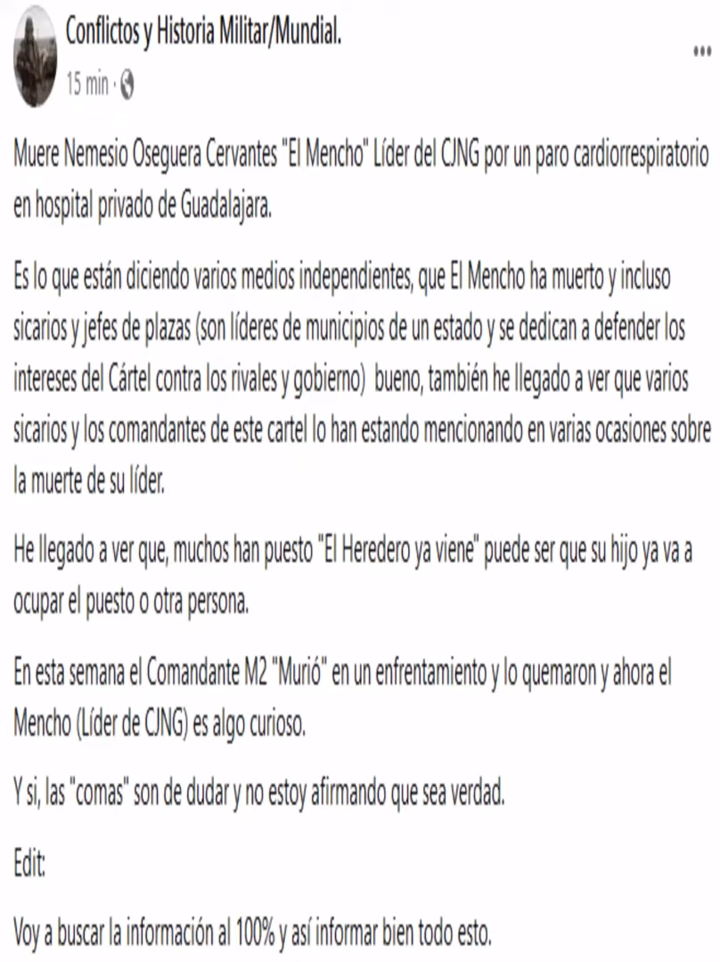 Conflictos y Historia Militar/Mundial.
15 min ·
Muere Nemesio Oseguera Cervantes "El Mencho" Líder del CJNG por un paro cardiorrespiratorio
en hospital privado de Guadalajara.
Es lo que están diciendo varios medios independientes, que El Mencho ha muerto y incluso
sicarios y jefes de plazas (son líderes de municipios de un estado y se dedican a defender los
intereses del Cártel contra los rivales y gobierno) bueno, también he llegado a ver que varios
sicarios y los comandantes de este cartel lo han estando mencionando en varias ocasiones sobre
la muerte de su líder.
He llegado a ver que, muchos han puesto "El Heredero ya viene" puede ser que su hijo ya va a
ocupar el puesto o otra persona.
En esta semana el Comandante M2 "Murió" en un enfrentamiento y lo quemaron y ahora el
Mencho (Líder de CJNG) es algo curioso.
Y si, las "comas" son de dudar y no estoy afirmando que sea verdad.
Edit:
Voy a buscar la información al 100% y así informar bien todo esto.